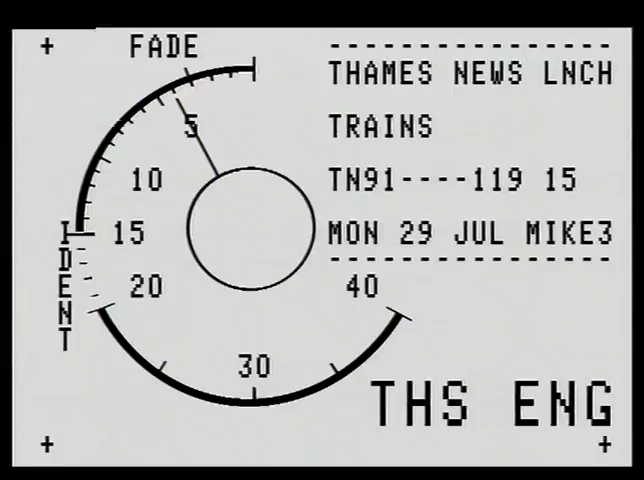 FADE
THAMES NEWS LNCH
TRAINS
TN91----119 15
MON 29 JUL MIKE3
5
10
15
20
30
40
IDENT
THS ENG